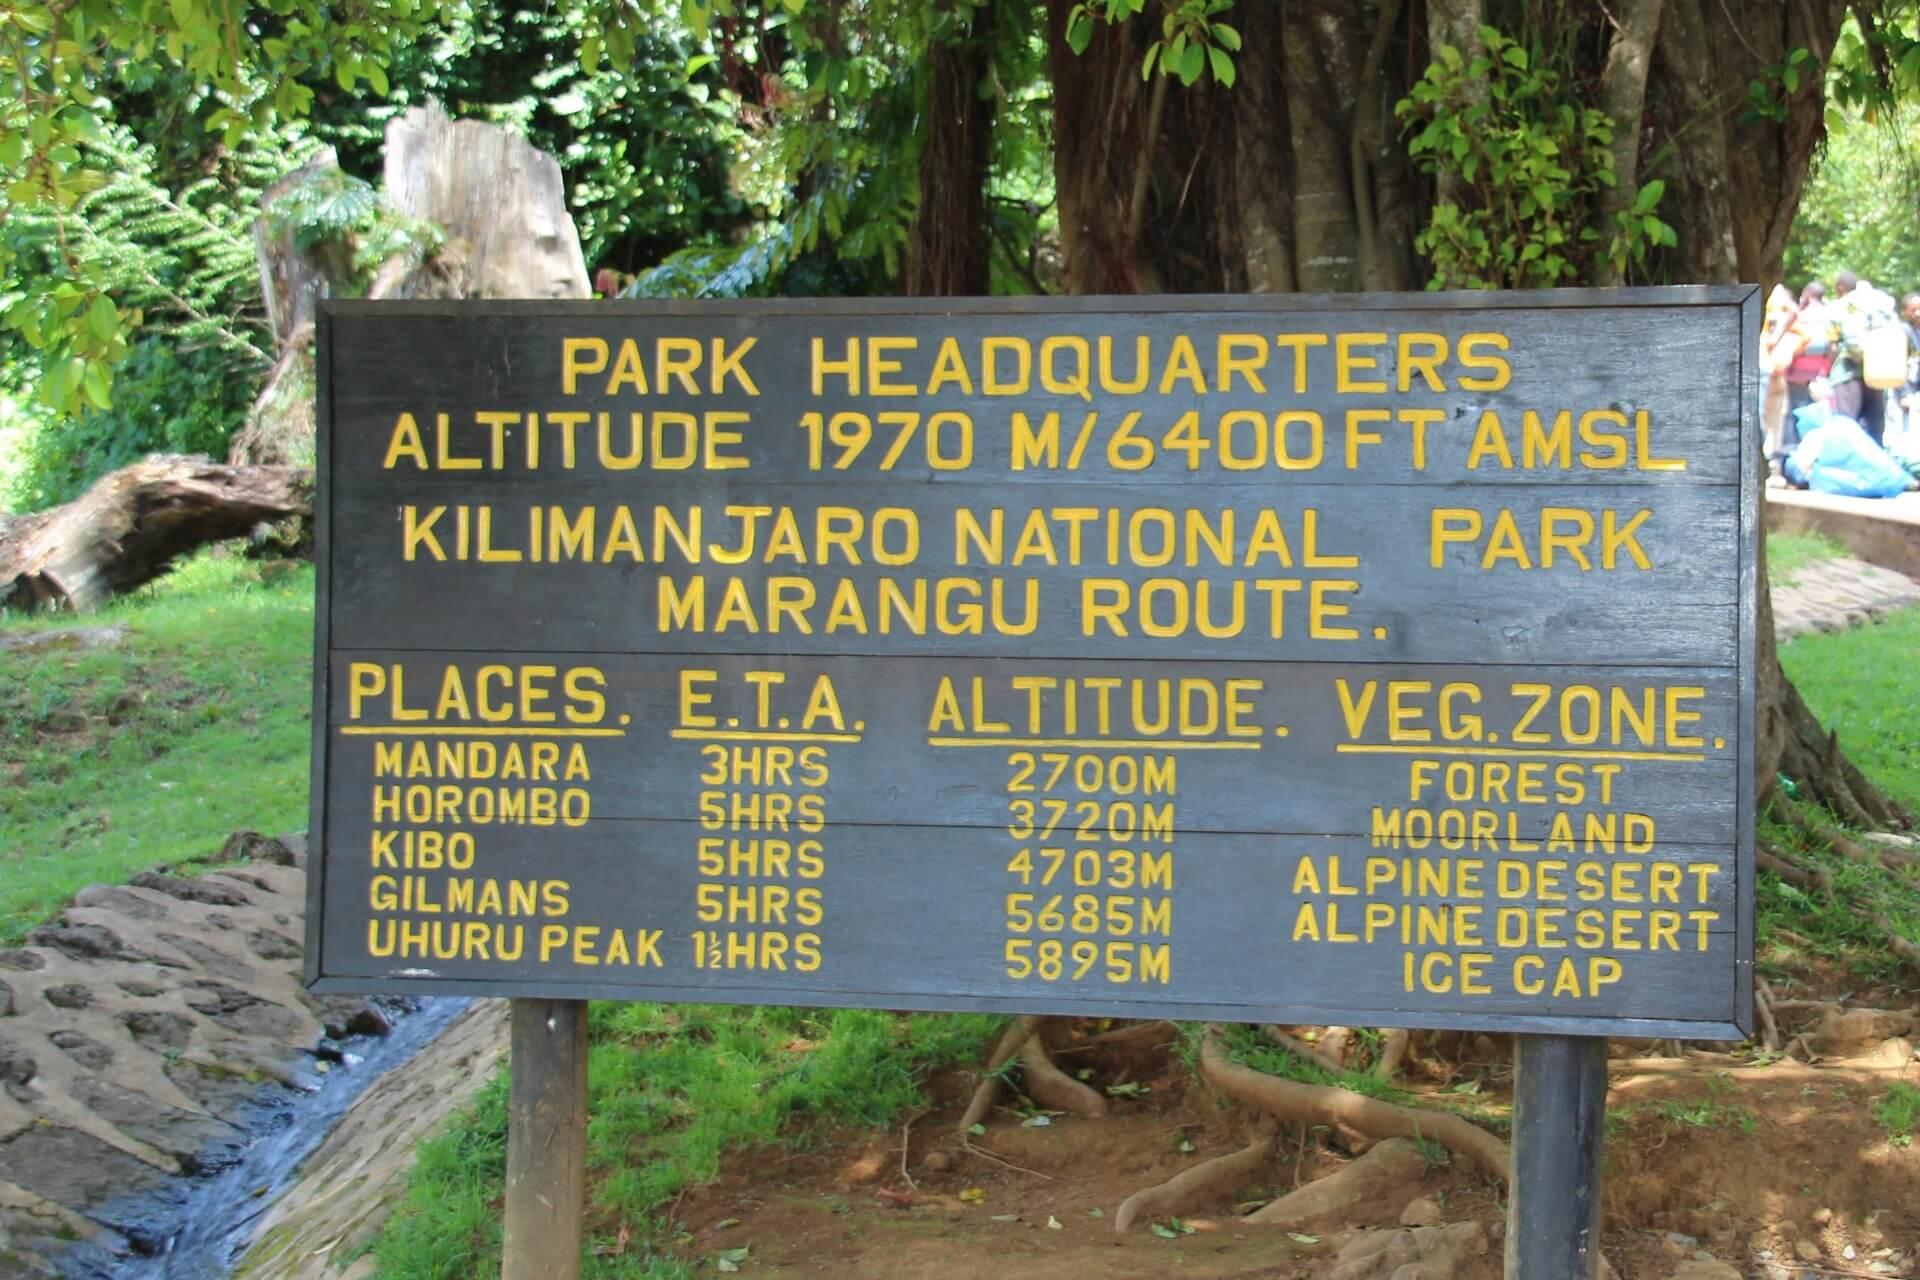 PARK HEADQUARTERS
ALTITUDE 1970 M/6400 FT AMSL
KILIMANJARO NATIONAL PARK
MARANGU ROUTE.
PLACES. E.T.A. ALTITUDE. VEG. ZONE.
MANDARA 3HRS 2700M FOREST
HOROMBO 5HRS 3720M MOORLAND
KIBO 5HRS 4703M ALPINE DESERT
GILMANS 5HRS 5685M ALPINE DESERT
UHURU PEAK 1½HRS 5895M ICE CAP